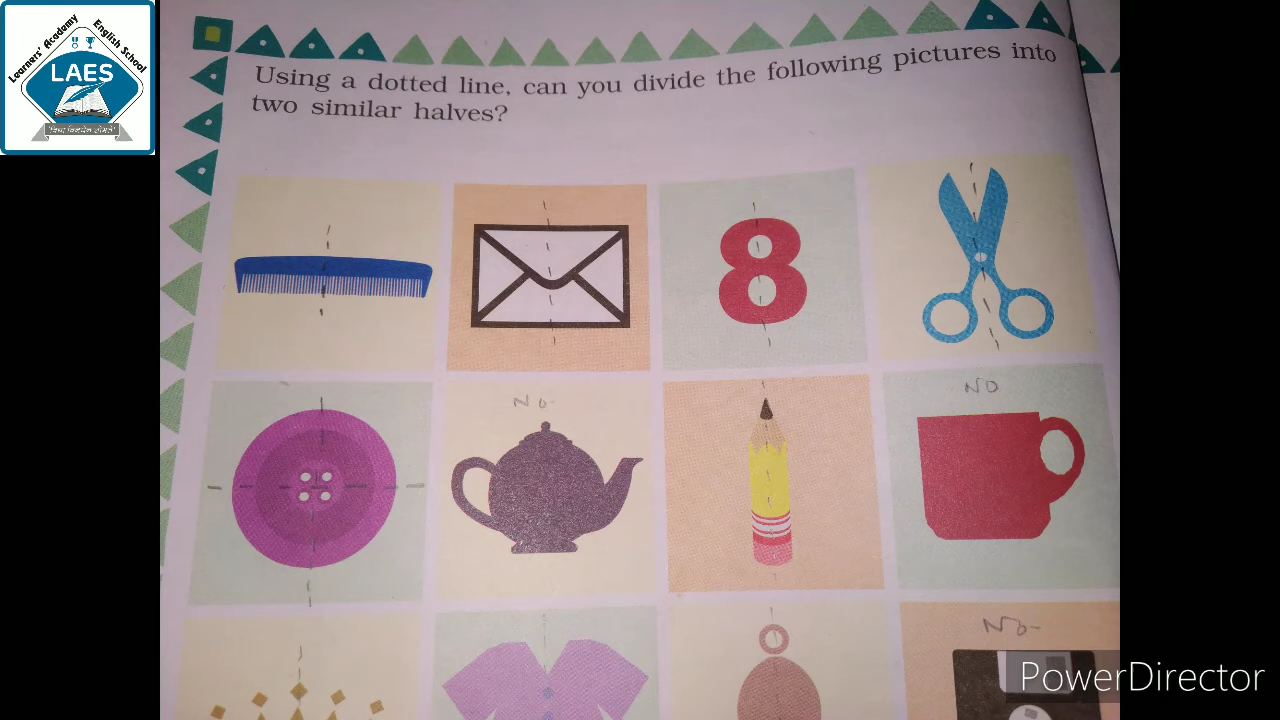 Learners' Academy English School
LAES
Using a dotted line, can you divide the following pictures into
two similar halves?
8
No.
NO
No-
PowerDirector